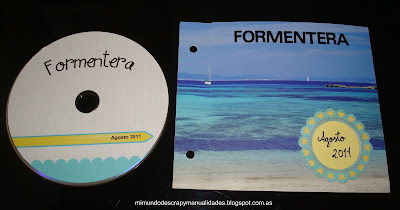 Formentera
Agosto 2011
FORMENTERA
Agosto
2011
mimundodescrapymanualidades.blogspot.com.es